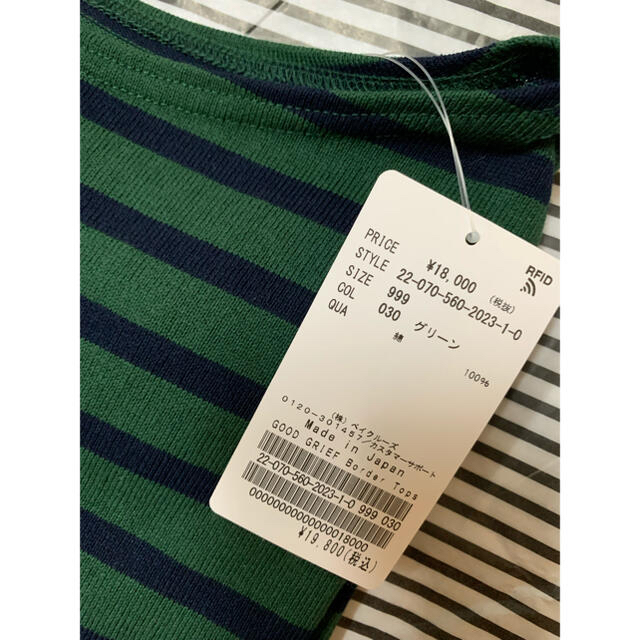 RFID
PRICE ¥18,000 (税抜)
STYLE 22-070-560-2023-1-0
SIZE 999
COL 030 グリーン
QUA 綿 100%
(株) ベイクルーズ
0120-301457/カスタマーサポート
Made in Japan
GOOD GRIEF Border Tops
22-070-560-2023-1-0 999 030
0000000000000018000
¥19,800(税込)